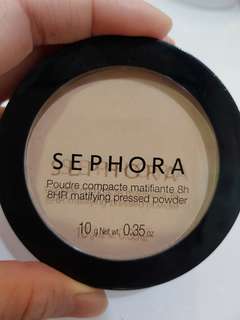 SEPHORA
Poudre compacte matifiante 8h
8HR matifying pressed powder
10 g Net wt. 0.35 oz